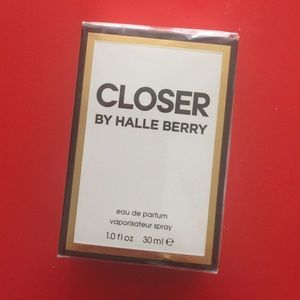 CLOSER
BY HALLE BERRY
eau de parfum
vaporisateur spray
1.0 fl oz 30 ml ℮